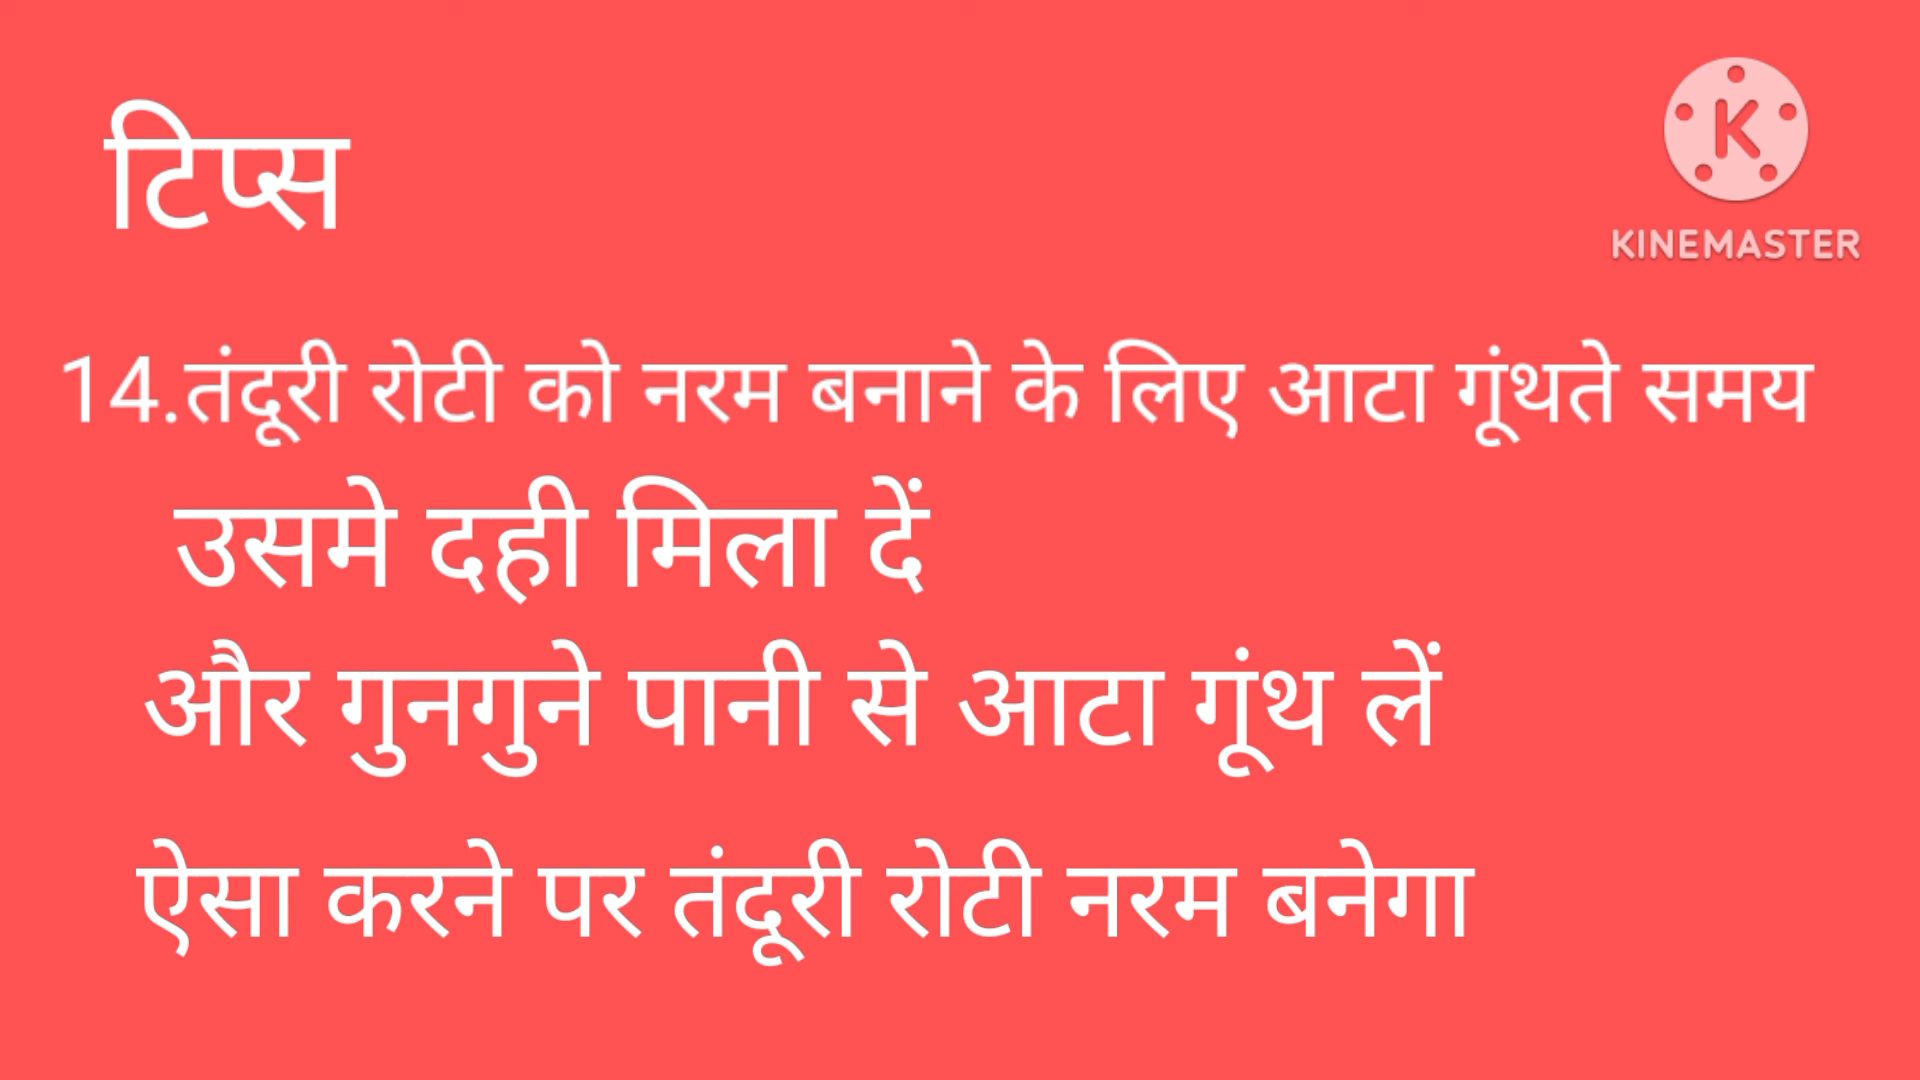 टिप्स
KINEMASTER
14.तंदूरी रोटी को नरम बनाने के लिए आटा गूंथते समय
उसमे दही मिला दें
और गुनगुने पानी से आटा गूंथ लें
ऐसा करने पर तंदूरी रोटी नरम बनेगा